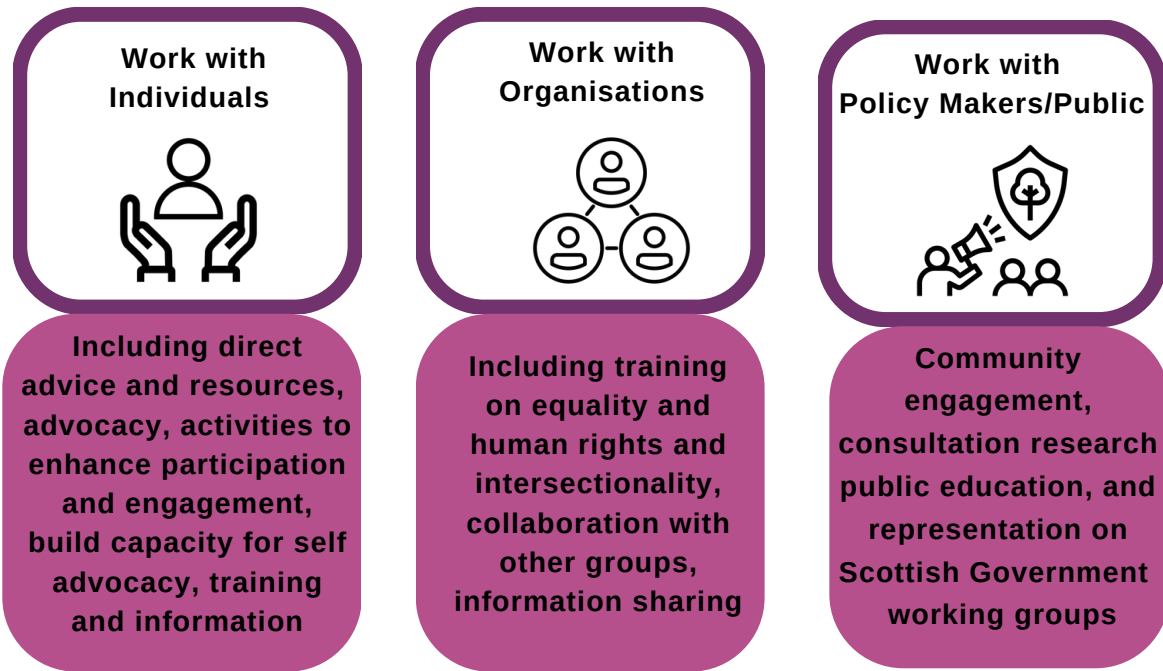 Work with
Individuals
Including direct
advice and resources,
advocacy, activities to
enhance participation
and engagement,
build capacity for self
advocacy, training
and information
Work with
Organisations
Including training
on equality and
human rights and
intersectionality,
collaboration with
other groups,
information sharing
Work with
Policy Makers/Public
Community
engagement,
consultation research
public education, and
representation on
Scottish Government
working groups